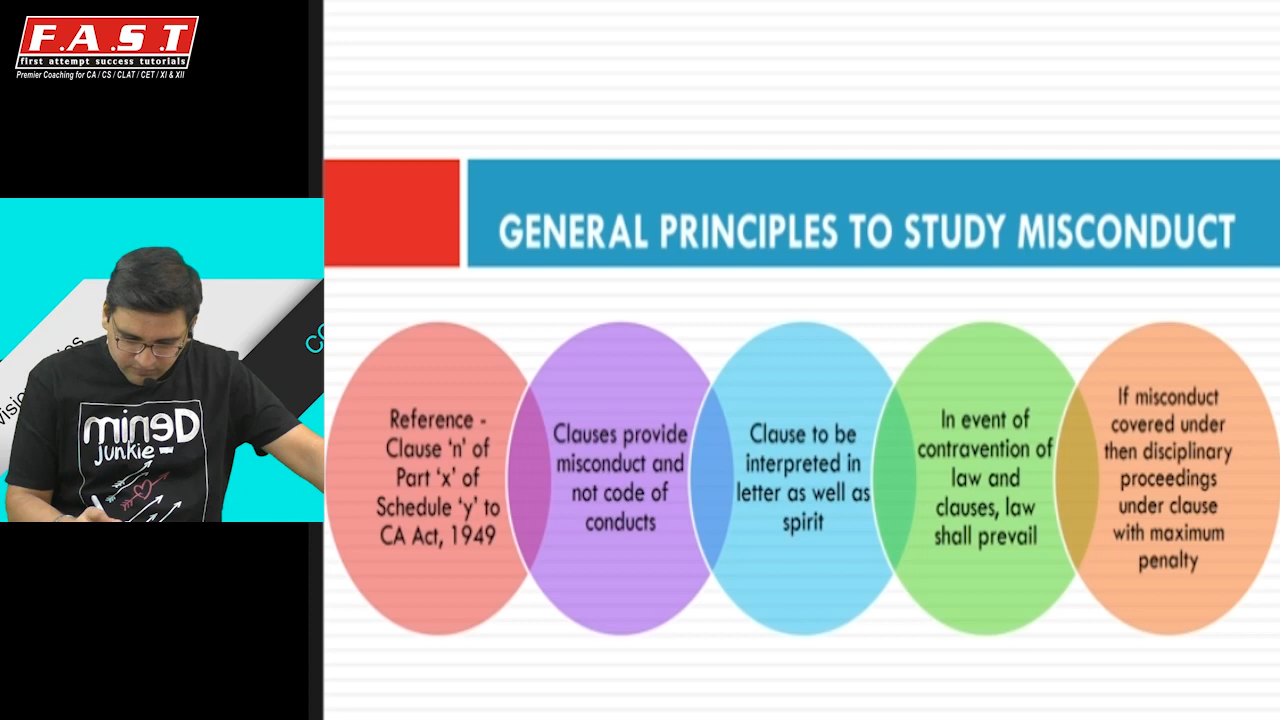 F.A.S.T
first attempt success tutorials
Premier Coaching for CA / CS / CLAT / CET / XI & XII
GENERAL PRINCIPLES TO STUDY MISCONDUCT
Reference -
Clause ‘n’ of
Part ‘x’ of
Schedule ‘y’ to
CA Act, 1949
Clauses provide
misconduct and
not code of
conducts
Clause to be
interpreted in
letter as well as
spirit
In event of
contravention of
law and
clauses, law
shall prevail
If misconduct
covered under
then disciplinary
proceedings
under clause
with maximum
penalty
Denim
junkie